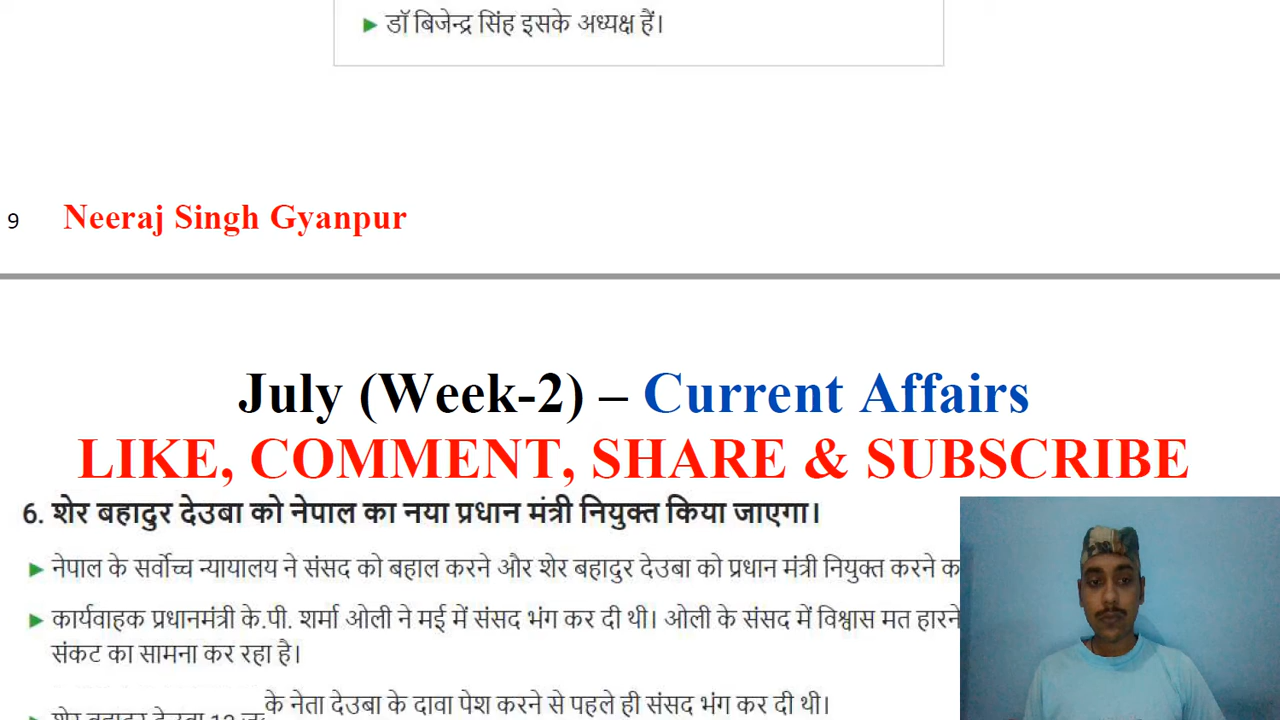 ► डॉ बिजेन्द्र सिंह इसके अध्यक्ष हैं।
9 Neeraj Singh Gyanpur
July (Week-2) – Current Affairs
LIKE, COMMENT, SHARE & SUBSCRIBE
6. शेर बहादुर देउबा को नेपाल का नया प्रधान मंत्री नियुक्त किया जाएगा।
► नेपाल के सर्वोच्च न्यायालय ने संसद को बहाल करने और शेर बहादुर देउबा को प्रधान मंत्री नियुक्त करने क
► कार्यवाहक प्रधानमंत्री के.पी. शर्मा ओली ने मई में संसद भंग कर दी थी। ओली के संसद में विश्वास मत हारने
संकट का सामना कर रहा है।
के नेता देउबा के दावा पेश करने से पहले ही संसद भंग कर दी थी।
► शेर बहादुर देउबा